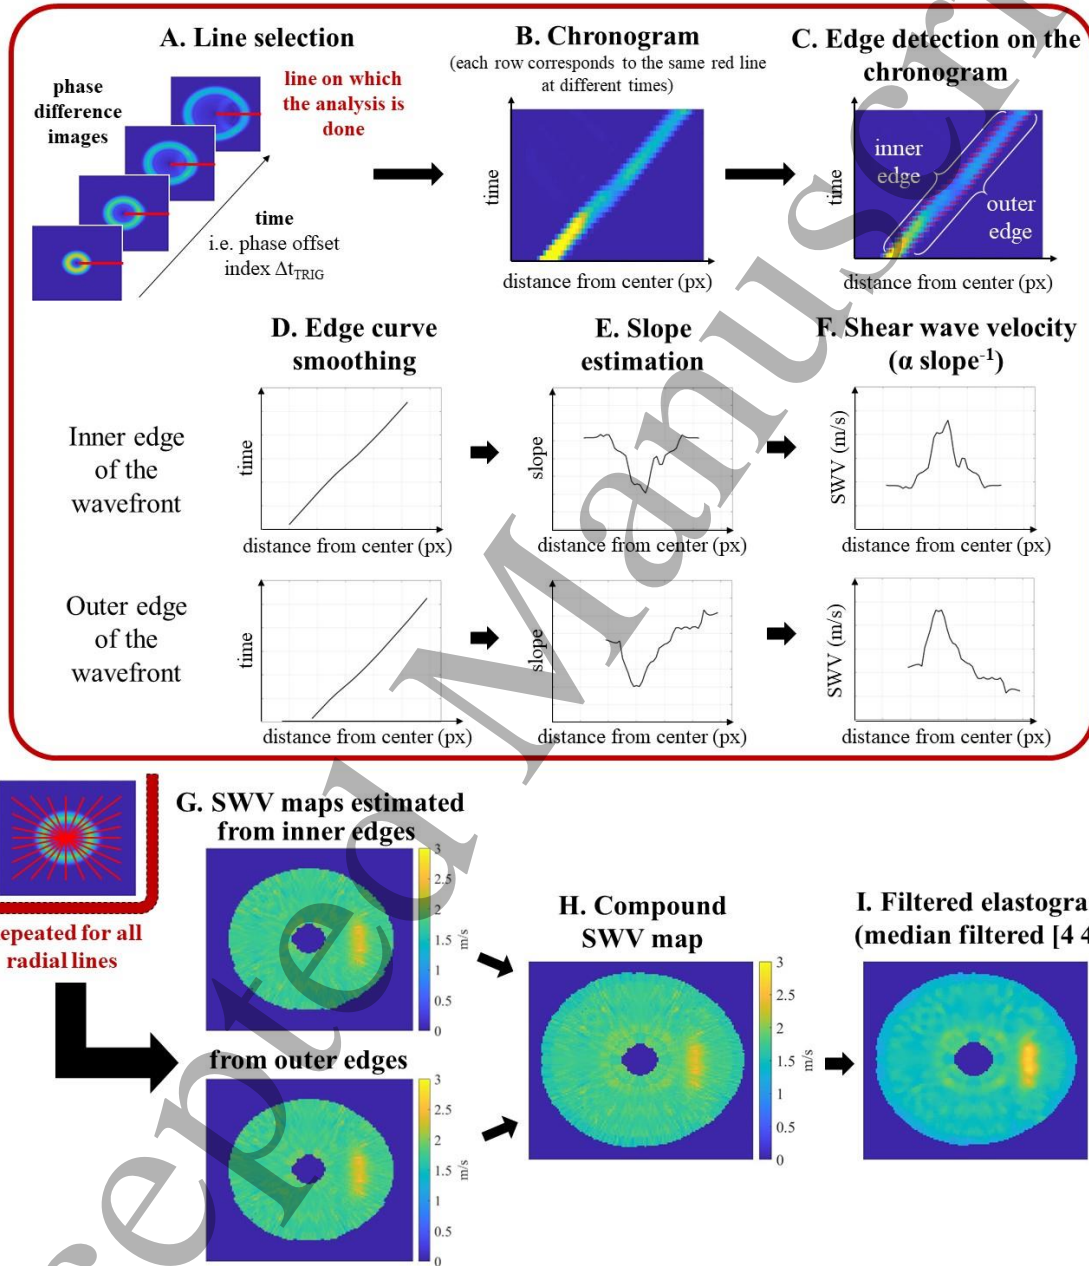 A. Line selection
phase
difference
images
line on which
the analysis is
done
time
i.e. phase offset
index Δt_TRIG
B. Chronogram
(each row corresponds to the same red line
at different times)
time
distance from center (px)
C. Edge detection on the
chronogram
inner
edge
outer
edge
time
distance from center (px)
D. Edge curve
smoothing
E. Slope
estimation
F. Shear wave velocity
(α slope⁻¹)
Inner edge
of the
wavefront
time
distance from center (px)
slope
distance from center (px)
SWV (m/s)
distance from center (px)
Outer edge
of the
wavefront
time
distance from center (px)
slope
distance from center (px)
SWV (m/s)
distance from center (px)
epeated for all
radial lines
G. SWV maps estimated
from inner edges
3
2.5
2
1.5
1
0.5
0
m/s
from outer edges
3
2.5
2
1.5
1
0.5
0
m/s
H. Compound
SWV map
3
2.5
2
1.5
1
0.5
0
m/s
I. Filtered elastogra
(median filtered [4 4